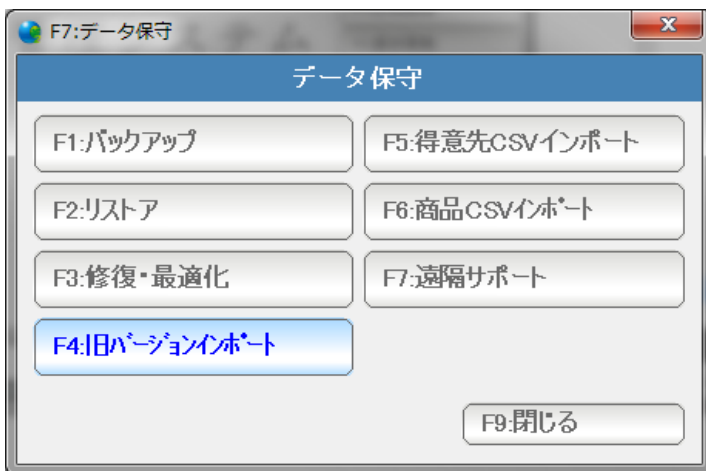 F7:データ保守
データ保守
F1:バックアップ
F2:リストア
F3:修復・最適化
F4:旧ﾊﾞｰｼﾞｮﾝｲﾝﾎﾟｰﾄ
F5:得意先CSVインポート
F6:商品CSVｲﾝﾎﾟｰﾄ
F7:遠隔サポート
F9:閉じる